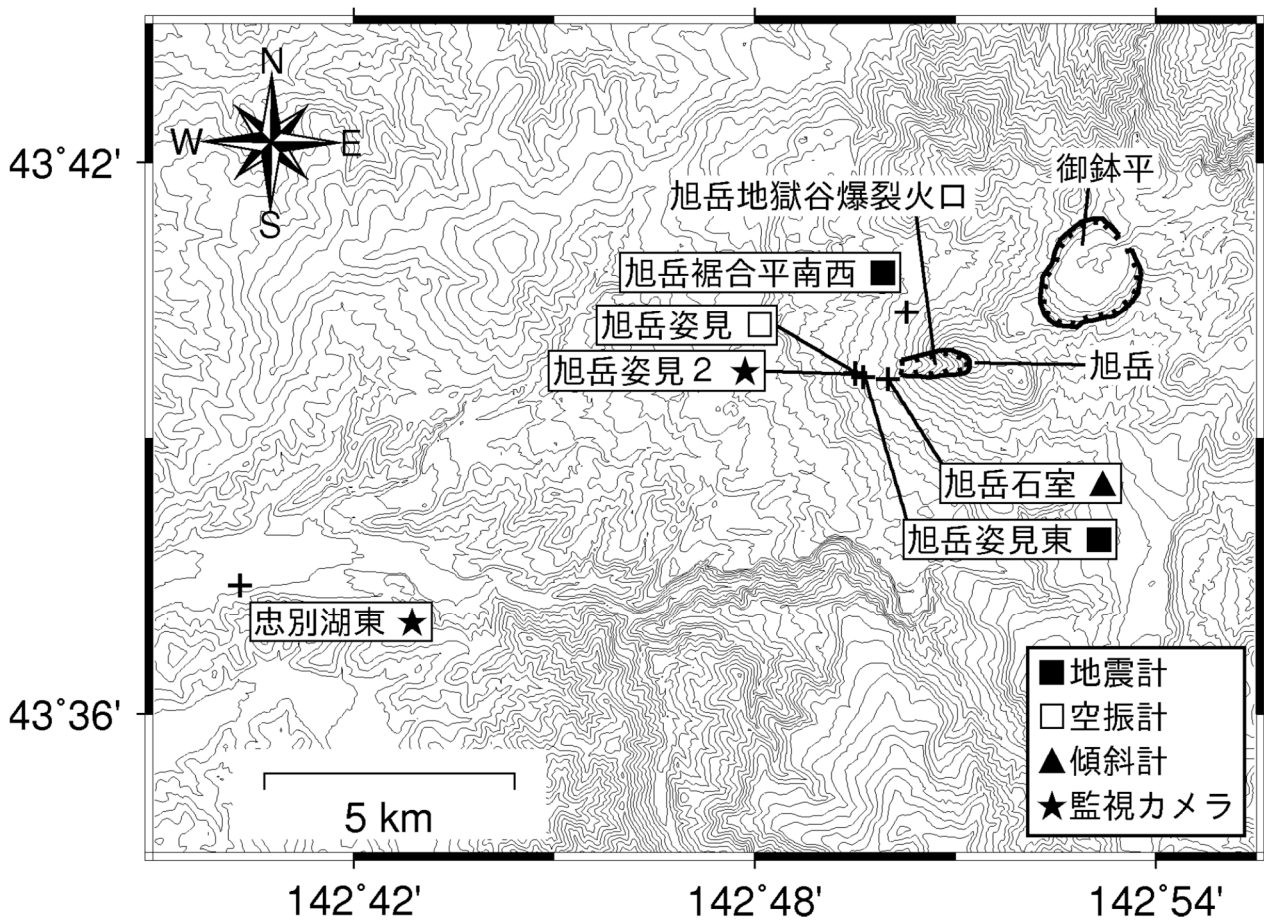 N
W E
S
43°42'
43°36'
御鉢平
旭岳地獄谷爆裂火口
旭岳裾合平南西 ■
旭岳姿見 □
旭岳姿見2 ★
旭岳
旭岳石室 ▲
旭岳姿見東 ■
忠別湖東 ★
■地震計
□空振計
▲傾斜計
★監視カメラ
5 km
142°42'
142°48'
142°54'